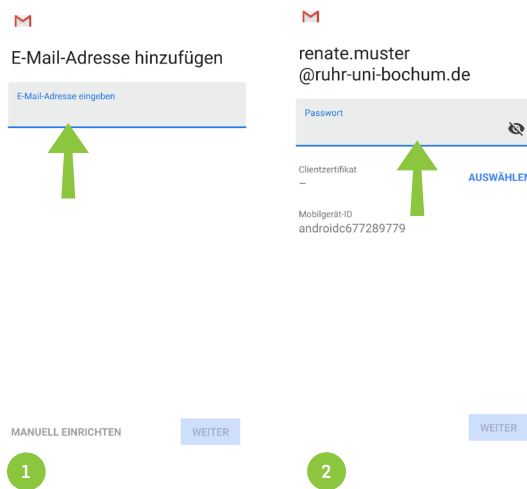 E-Mail-Adresse hinzufügen
E-Mail-Adresse eingeben
MANUELL EINRICHTEN
WEITER
1
renate.muster
@ruhr-uni-bochum.de
Passwort
Clientzertifikat
–
AUSWÄHLEN
Mobilgerät-ID
androidc677289779
WEITER
2